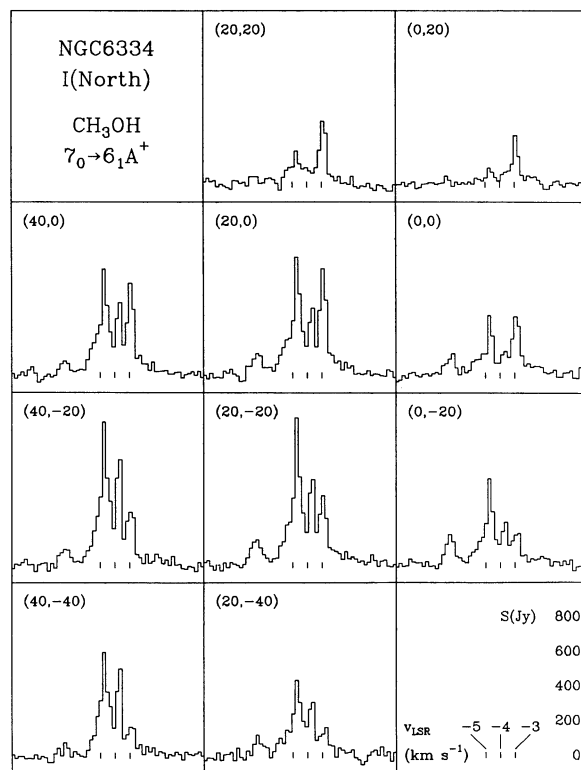 NGC6334
I(North)
CH₃OH
7₀→6₁A⁺
(20,20)
(0,20)
(40,0)
(20,0)
(0,0)
(40,-20)
(20,-20)
(0,-20)
(40,-40)
(20,-40)
S(Jy)
800
600
400
200
0
v_LSR
(km s⁻¹)
-5 -4 -3